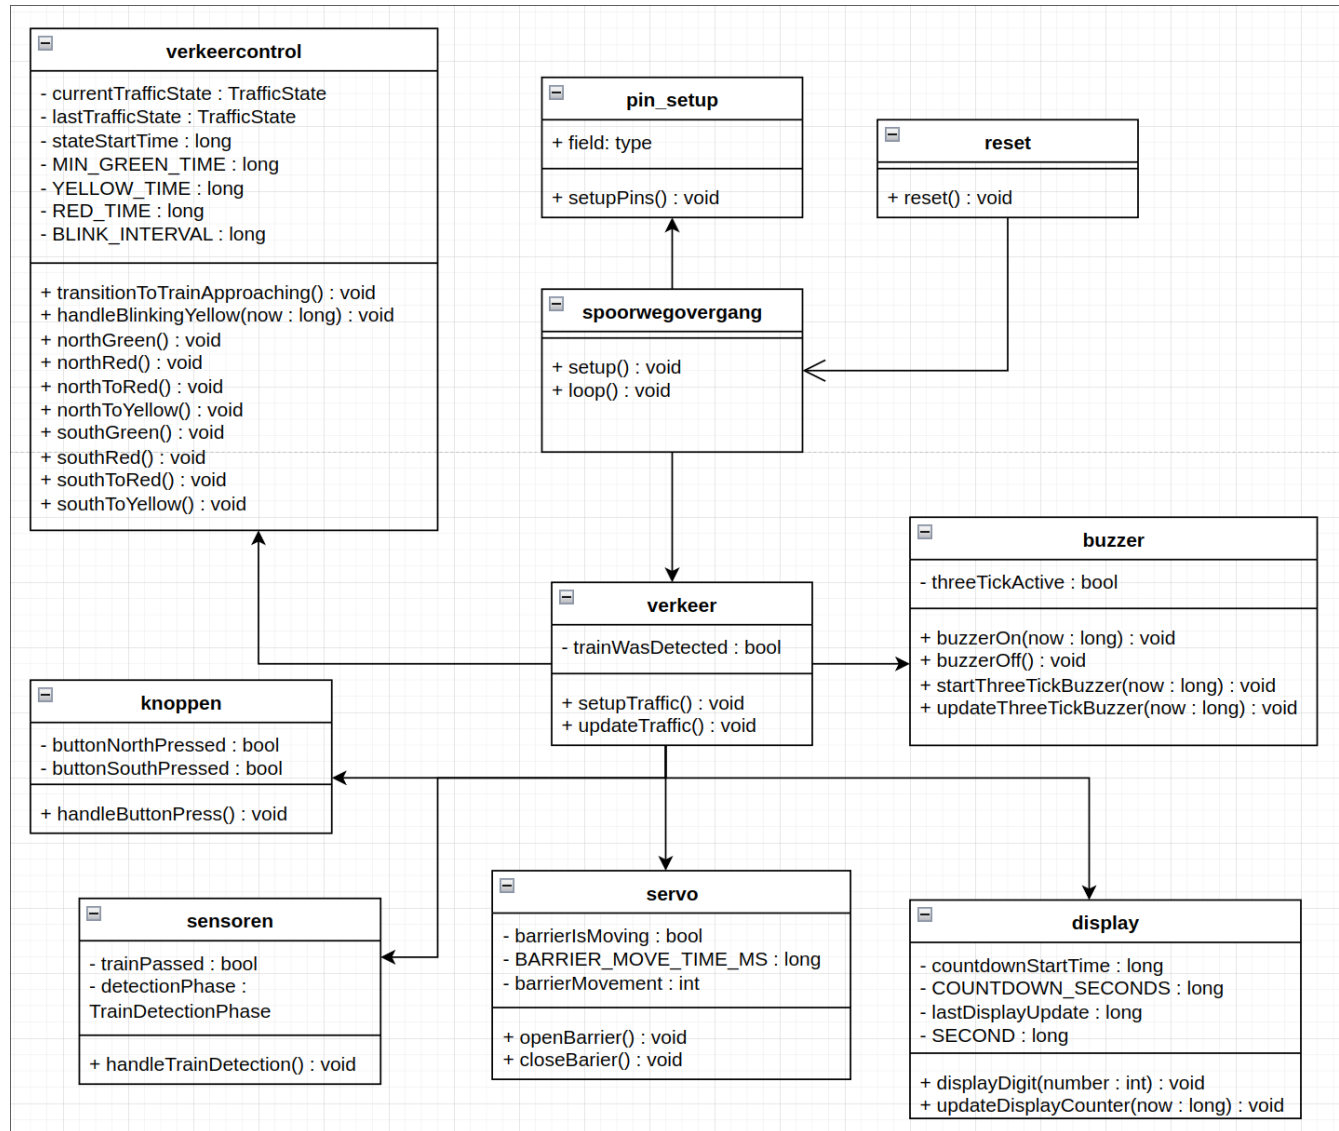 verkeercontrol
- currentTrafficState : TrafficState
- lastTrafficState : TrafficState
- stateStartTime : long
- MIN_GREEN_TIME : long
- YELLOW_TIME : long
- RED_TIME : long
- BLINK_INTERVAL : long
+ transitionToTrainApproaching() : void
+ handleBlinkingYellow(now : long) : void
+ northGreen() : void
+ northRed() : void
+ northToRed() : void
+ northToYellow() : void
+ southGreen() : void
+ southRed() : void
+ southToRed() : void
+ southToYellow() : void
pin_setup
+ field: type
+ setupPins() : void
reset
+ reset() : void
spoorwegovergang
+ setup() : void
+ loop() : void
verkeer
- trainWasDetected : bool
+ setupTraffic() : void
+ updateTraffic() : void
buzzer
- threeTickActive : bool
+ buzzerOn(now : long) : void
+ buzzerOff() : void
+ startThreeTickBuzzer(now : long) : void
+ updateThreeTickBuzzer(now : long) : void
knoppen
- buttonNorthPressed : bool
- buttonSouthPressed : bool
+ handleButtonPress() : void
sensoren
- trainPassed : bool
- detectionPhase :
TrainDetectionPhase
+ handleTrainDetection() : void
servo
- barrierIsMoving : bool
- BARRIER_MOVE_TIME_MS : long
- barrierMovement : int
+ openBarrier() : void
+ closeBarier() : void
display
- countdownStartTime : long
- COUNTDOWN_SECONDS : long
- lastDisplayUpdate : long
- SECOND : long
+ displayDigit(number : int) : void
+ updateDisplayCounter(now : long) : void